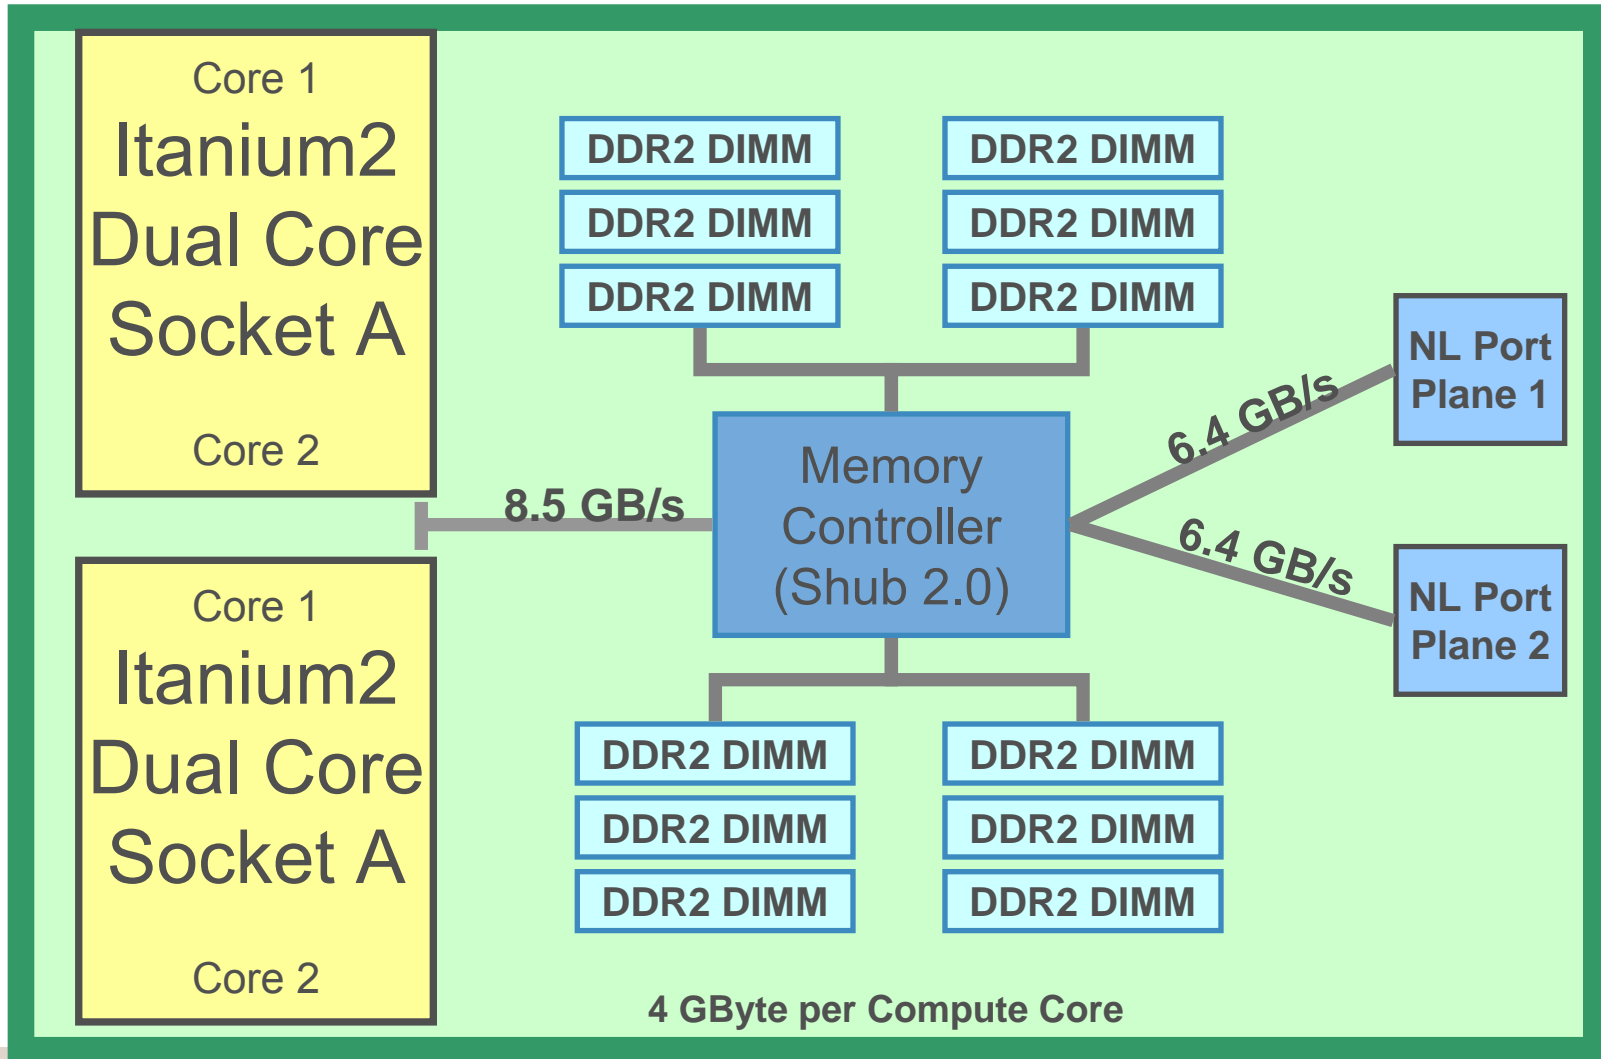 Core 1
Itanium2
Dual Core
Socket A
Core 2
DDR2 DIMM
DDR2 DIMM
DDR2 DIMM
DDR2 DIMM
DDR2 DIMM
DDR2 DIMM
8.5 GB/s
Memory
Controller
(Shub 2.0)
6.4 GB/s
6.4 GB/s
NL Port
Plane 1
NL Port
Plane 2
Core 1
Itanium2
Dual Core
Socket A
Core 2
DDR2 DIMM
DDR2 DIMM
DDR2 DIMM
DDR2 DIMM
DDR2 DIMM
DDR2 DIMM
4 GByte per Compute Core